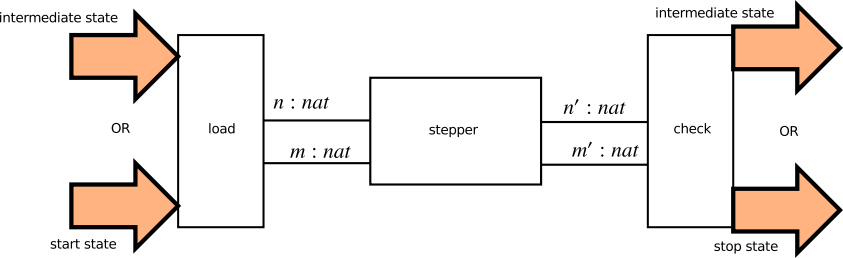 intermediate state
OR
start state
load
n : nat
m : nat
stepper
n′ : nat
m′ : nat
check
intermediate state
OR
stop state